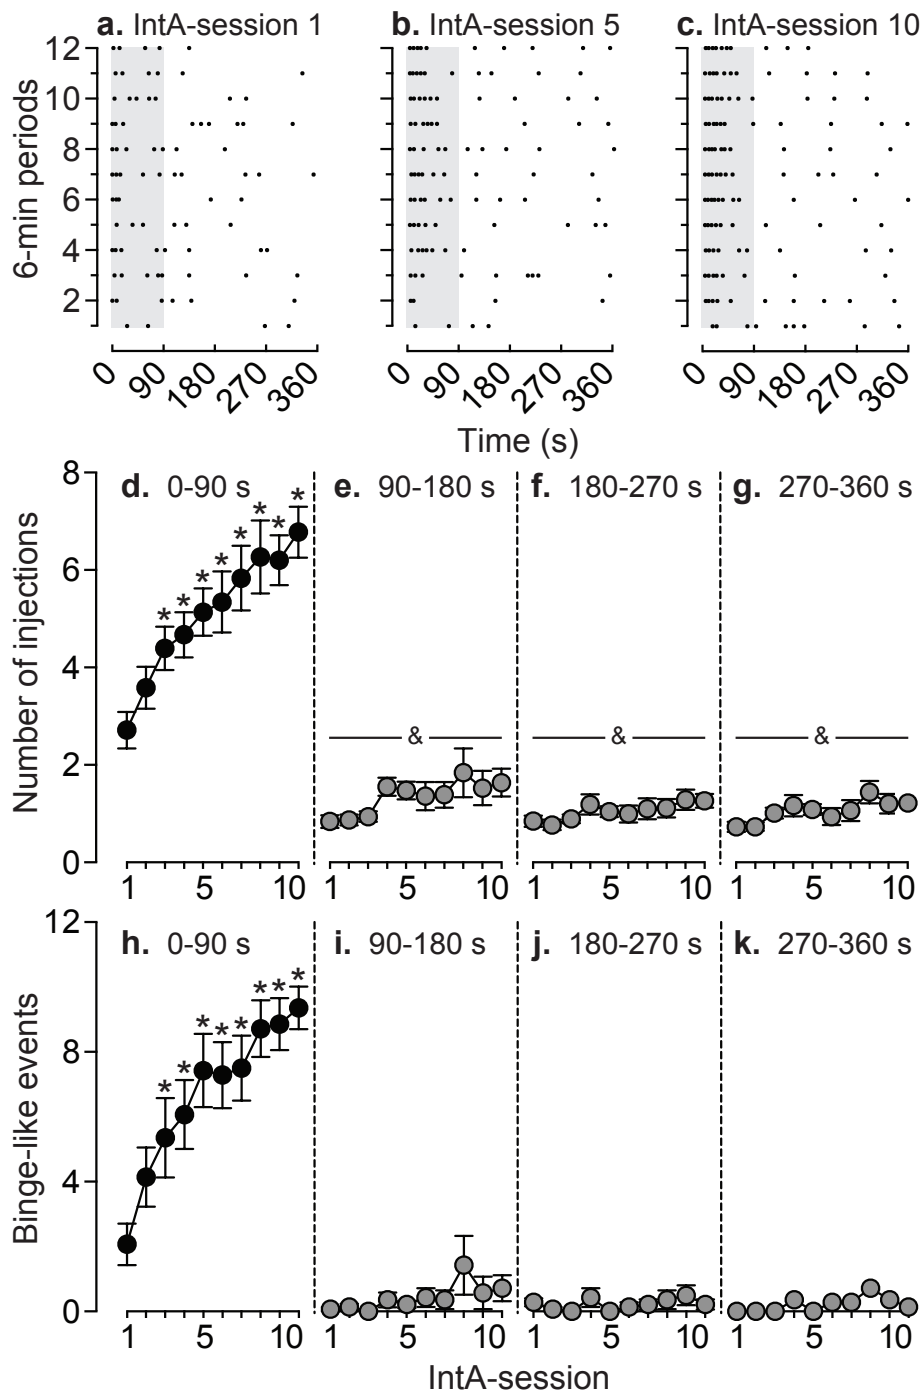 a. IntA-session 1
b. IntA-session 5
c. IntA-session 10
6-min periods
12
10
8
6
4
2
0 90 180 270 360
0 90 180 270 360
0 90 180 270 360
Time (s)
Number of injections
8
6
4
2
0
d. 0-90 s
e. 90-180 s
f. 180-270 s
g. 270-360 s
* * * * * * * *
& & &
1 5 10
1 5 10
1 5 10
1 5 10
Binge-like events
12
8
4
0
h. 0-90 s
i. 90-180 s
j. 180-270 s
k. 270-360 s
* * * * * * * *
1 5 10
1 5 10
1 5 10
1 5 10
IntA-session